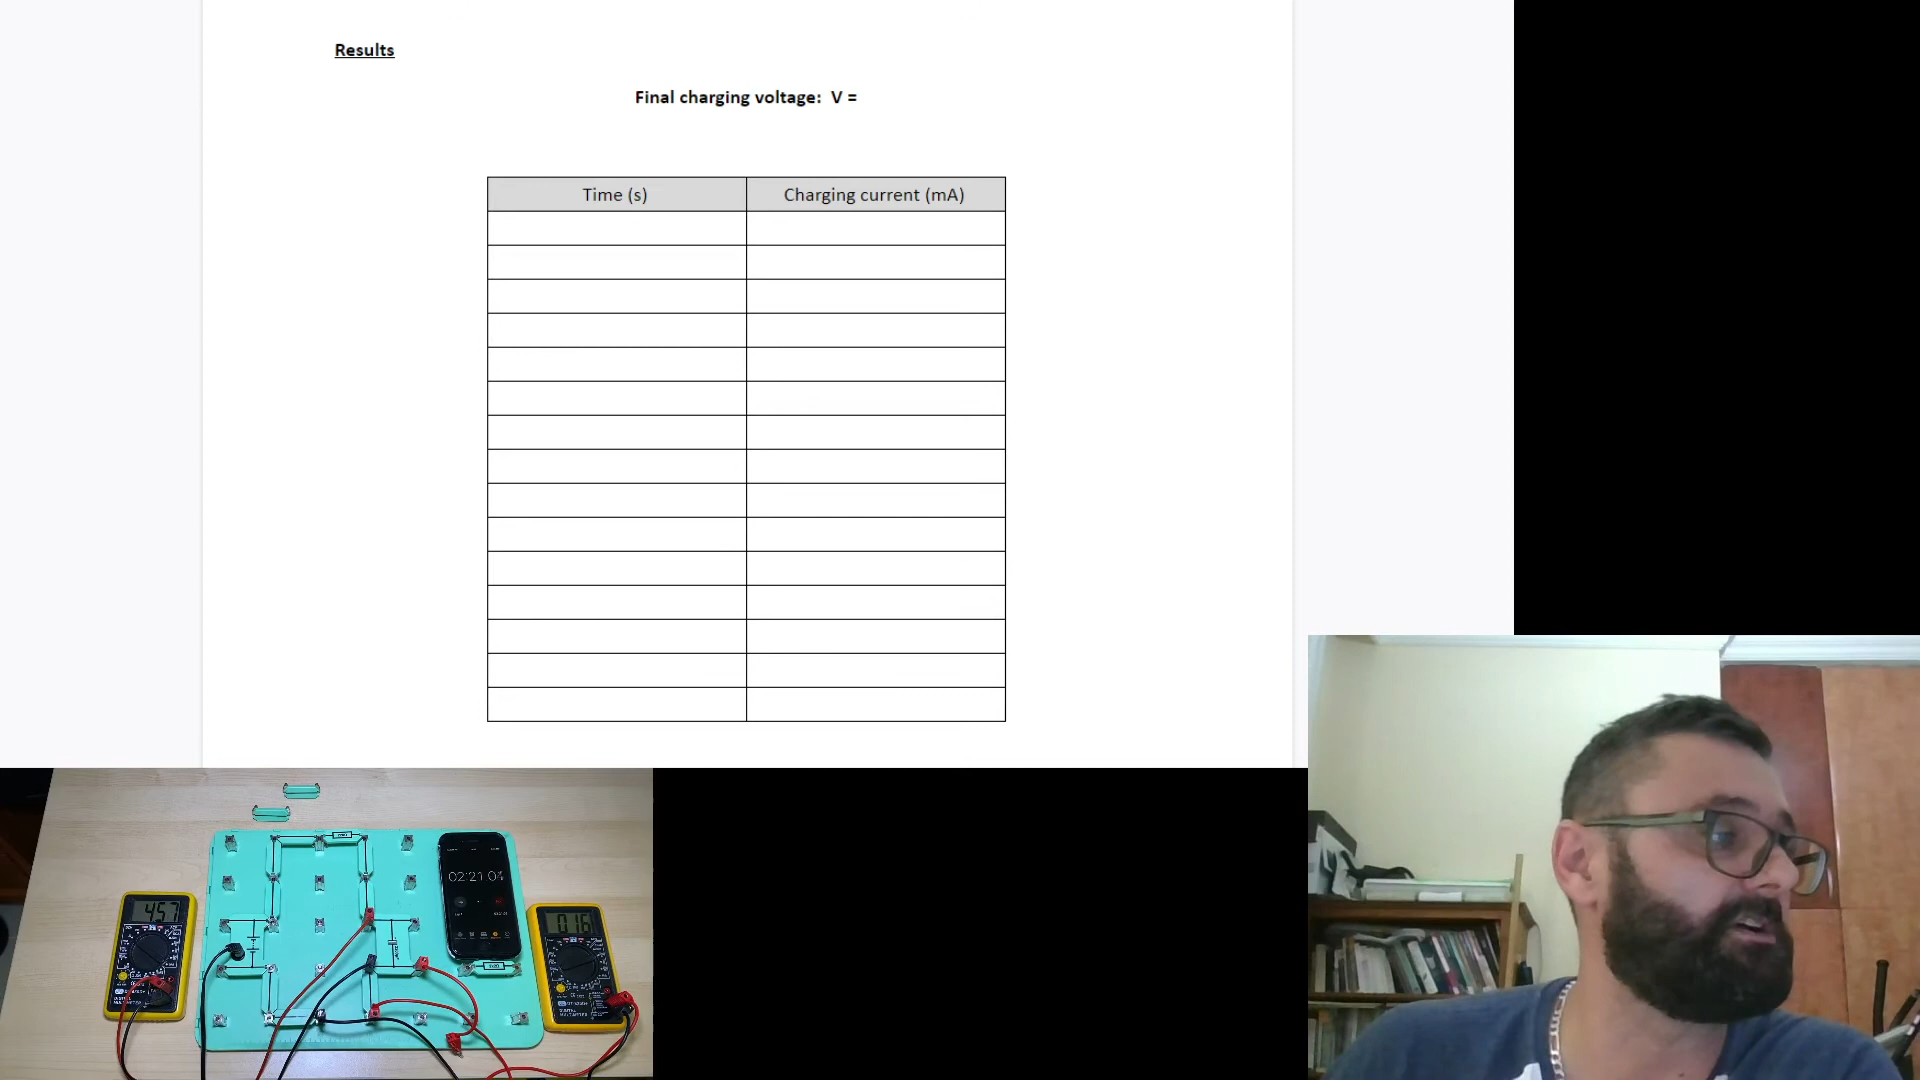 Results
Final charging voltage:  V =
Time (s) Charging current (mA)
02:21.04
457
016